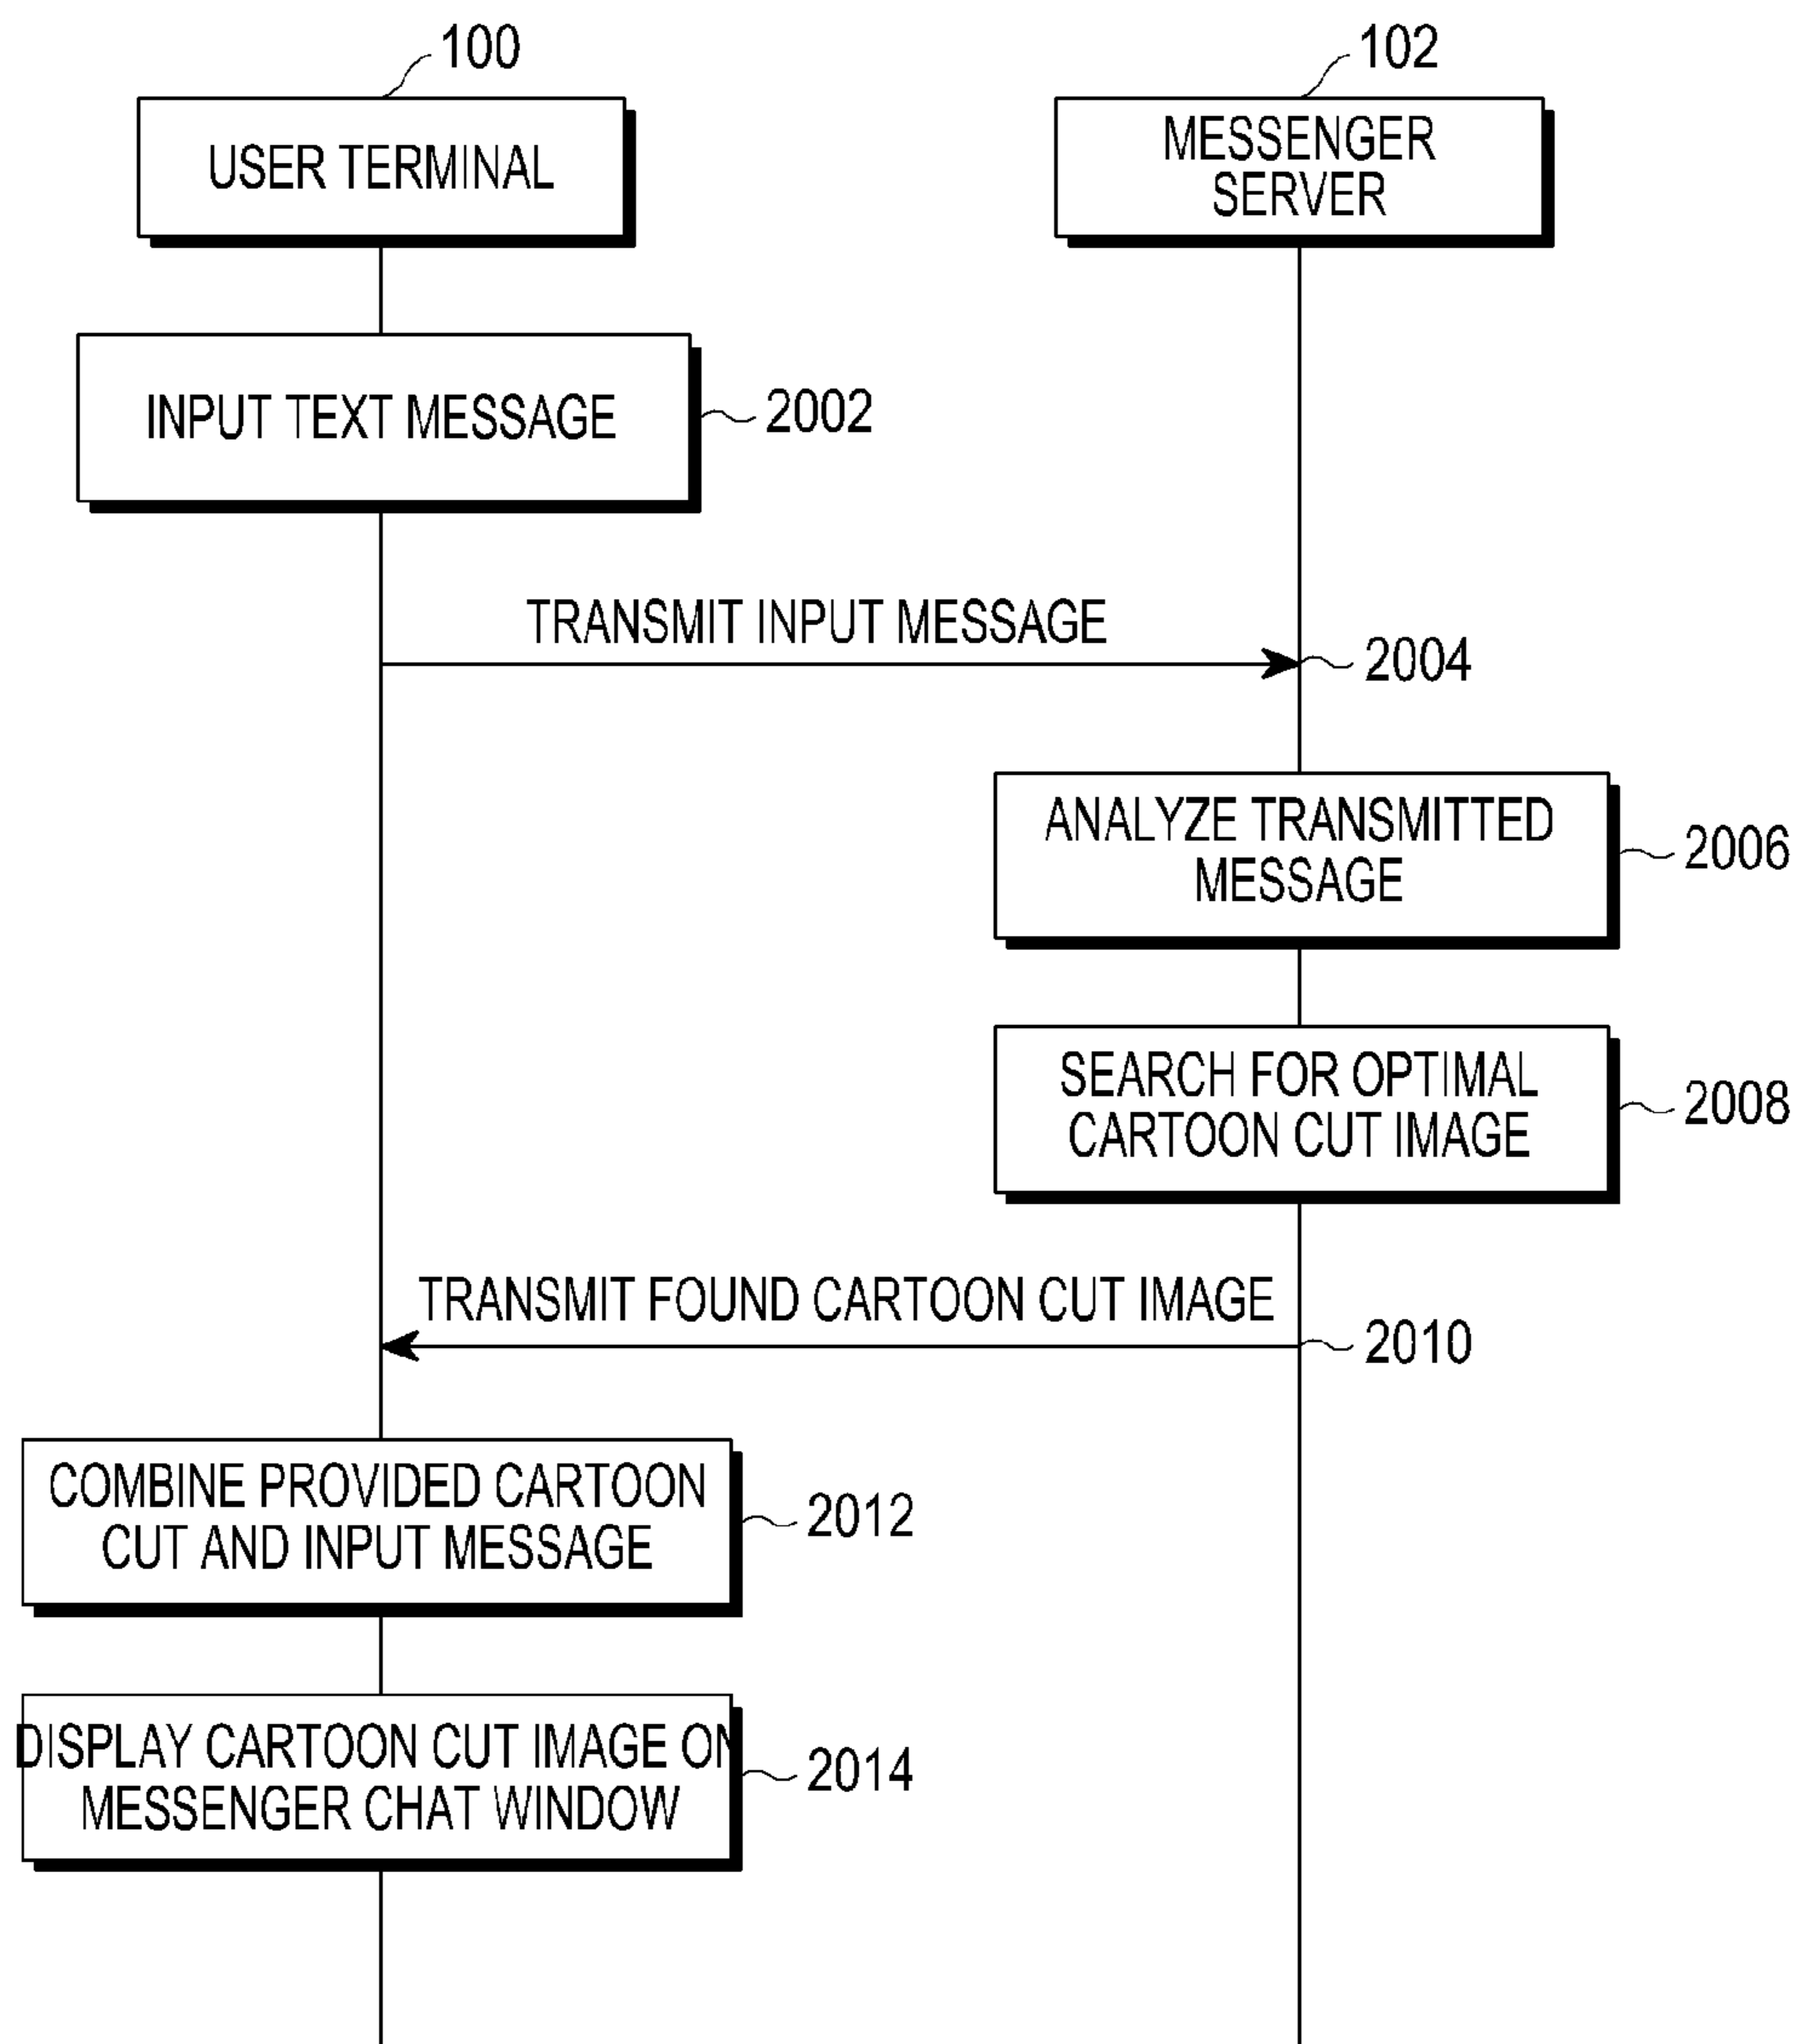 100
102
USER TERMINAL
MESSENGER
SERVER
INPUT TEXT MESSAGE
2002
TRANSMIT INPUT MESSAGE
2004
ANALYZE TRANSMITTED
MESSAGE
2006
SEARCH FOR OPTIMAL
CARTOON CUT IMAGE
2008
TRANSMIT FOUND CARTOON CUT IMAGE
2010
COMBINE PROVIDED CARTOON
CUT AND INPUT MESSAGE
2012
DISPLAY CARTOON CUT IMAGE ON
MESSENGER CHAT WINDOW
2014